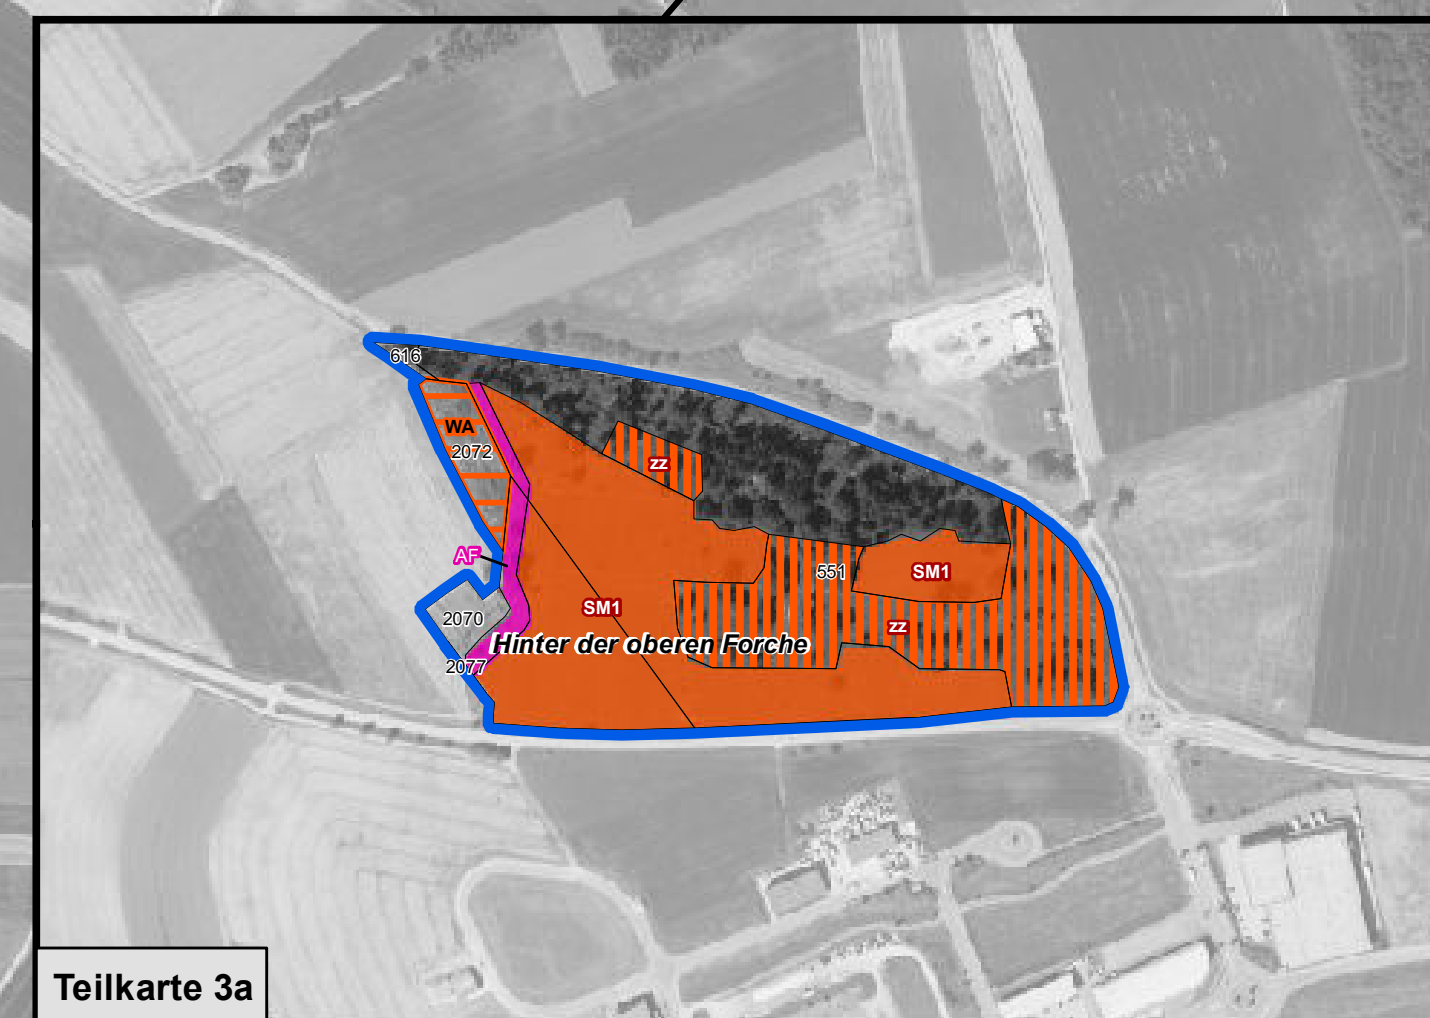 616
WA
2072
zz
AF
551
SM1
SM1
2070
zz
Hinter der oberen Forche
2077
Teilkarte 3a